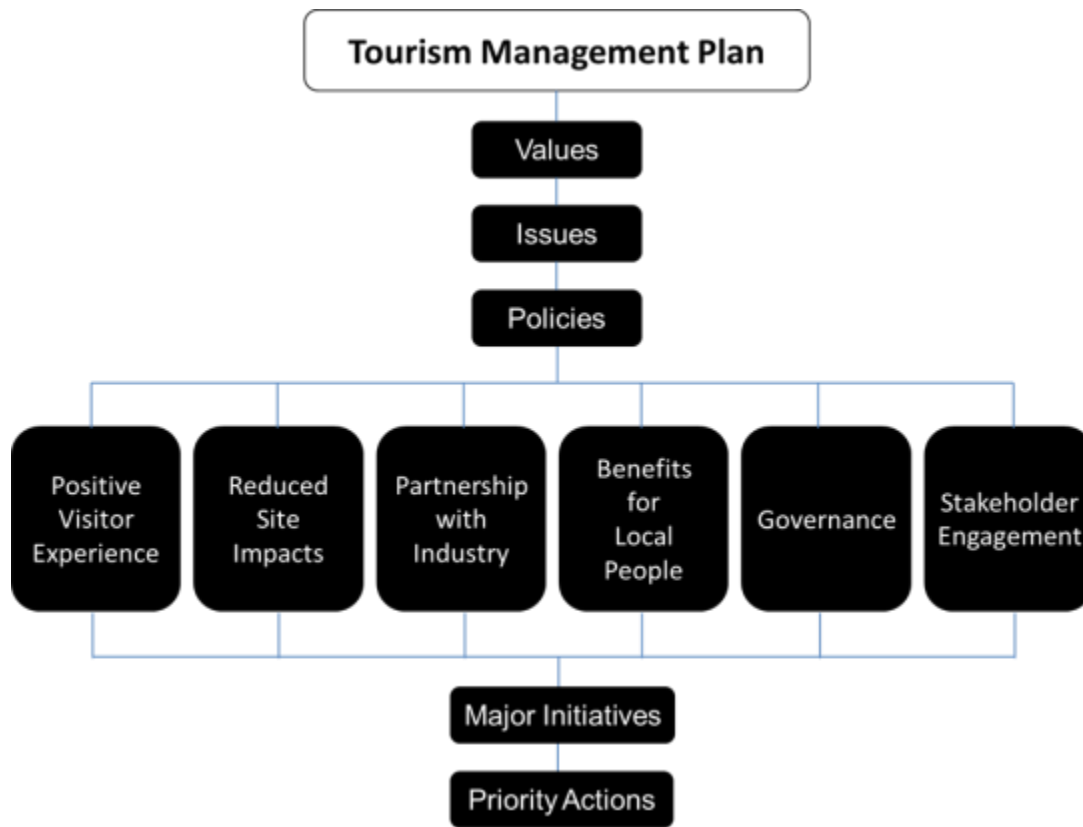 Tourism Management Plan
Values
Issues
Policies
Positive
Visitor
Experience
Reduced
Site
Impacts
Partnership
with
Industry
Benefits
for
Local
People
Governance
Stakeholder
Engagement
Major Initiatives
Priority Actions